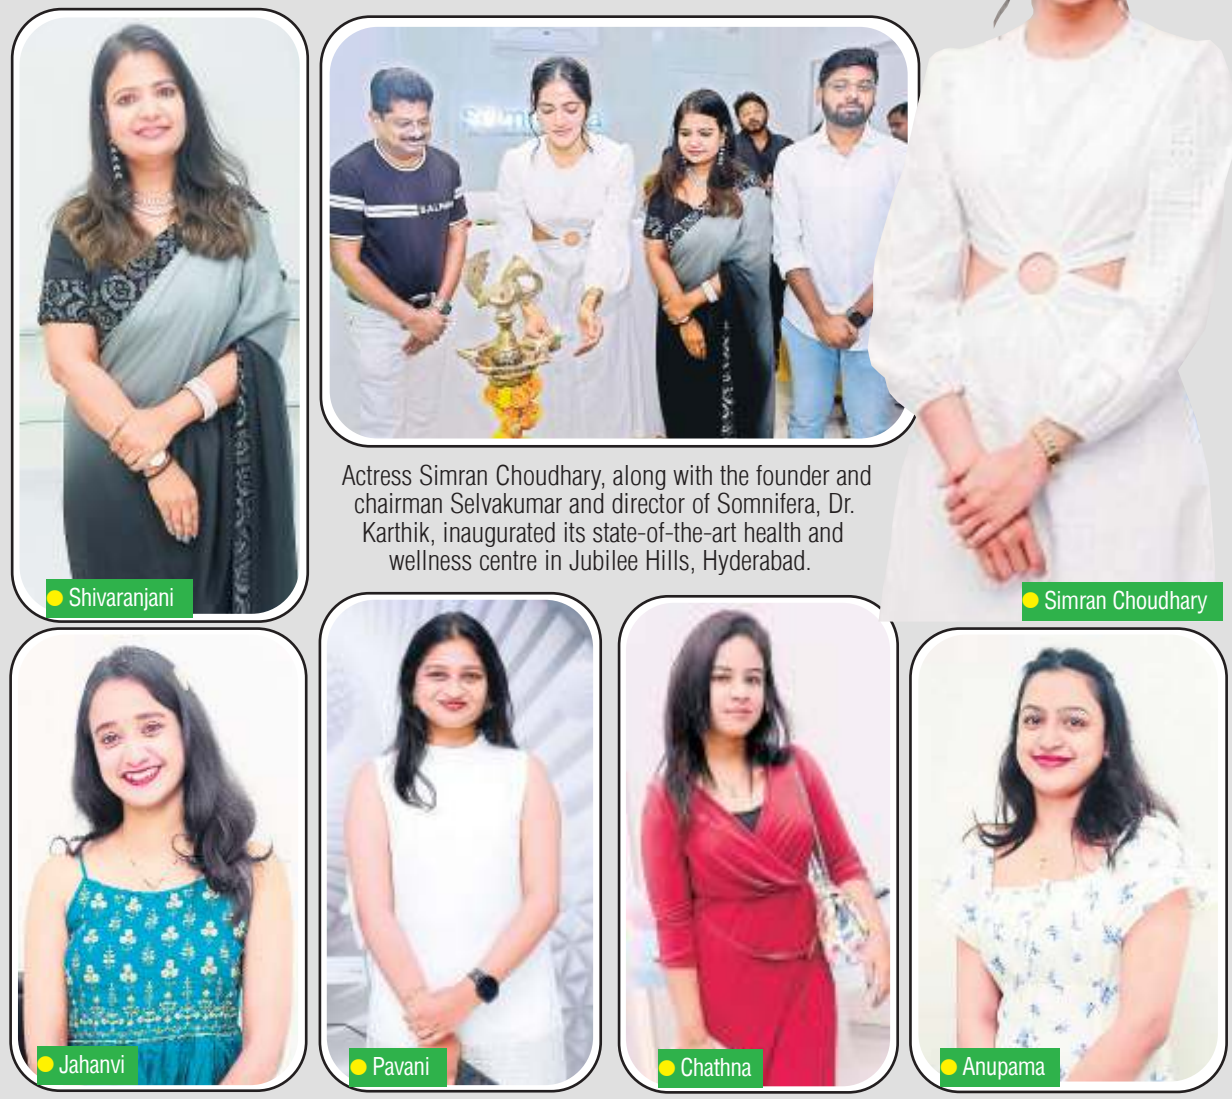 Actress Simran Choudhary, along with the founder and
chairman Selvakumar and director of Somnifera, Dr.
Karthik, inaugurated its state-of-the-art health and
wellness centre in Jubilee Hills, Hyderabad.
Shivaranjani
Simran Choudhary
Jahanvi
Pavani
Chathna
Anupama